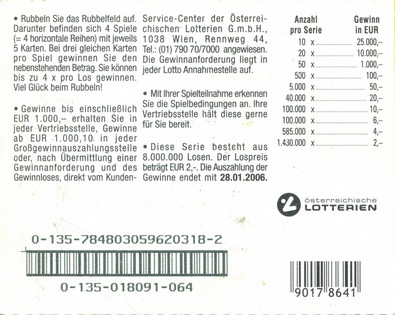 • Rubbeln Sie das Rubbelfeld auf.
Darunter befinden sich 4 Spiele
(= 4 horizontale Reihen) mit jeweils
5 Karten. Bei drei gleichen Karten
pro Spiel gewinnen Sie den
nebenstehenden Betrag. Sie können
bis zu 4 x pro Los gewinnen.
Viel Glück beim Rubbeln!
• Gewinne bis einschließlich
EUR 1.000,– erhalten Sie in
jeder Vertriebsstelle, Gewinne
ab EUR 1.000,10 in jeder
Großgewinnauszahlungsstelle
oder, nach Übermittlung einer
Gewinnanforderung und des
Gewinnloses, direkt vom Kunden-
Service-Center der Österrei-
chischen Lotterien G.m.b.H.,
1038 Wien, Rennweg 44,
Tel.: (01) 790 70/7000 angewiesen.
Die Gewinnanforderung liegt in
jeder Lotto Annahmestelle auf.
• Mit Ihrer Spielteilnahme erkennen
Sie die Spielbedingungen an. Ihre
Vertriebsstelle hält diese gerne
für Sie bereit.
• Diese Serie besteht aus
8.000.000 Losen. Der Lospreis
beträgt EUR 2,-. Die Auszahlung der
Gewinne endet mit 28.01.2006.
Anzahl Gewinn
pro Serie in EUR
10 x 25.000,–
20 x 10.000,–
50 x 1.000,–
500 x 100,–
5.000 x 50,–
40.000 x 20,–
100.000 x 10,–
100.000 x 6,–
585.000 x 4,–
1.430.000 x 2,–
österreichische
LOTTERIEN
0-135-784803059620318-2
0-135-018091-064
9017 8641